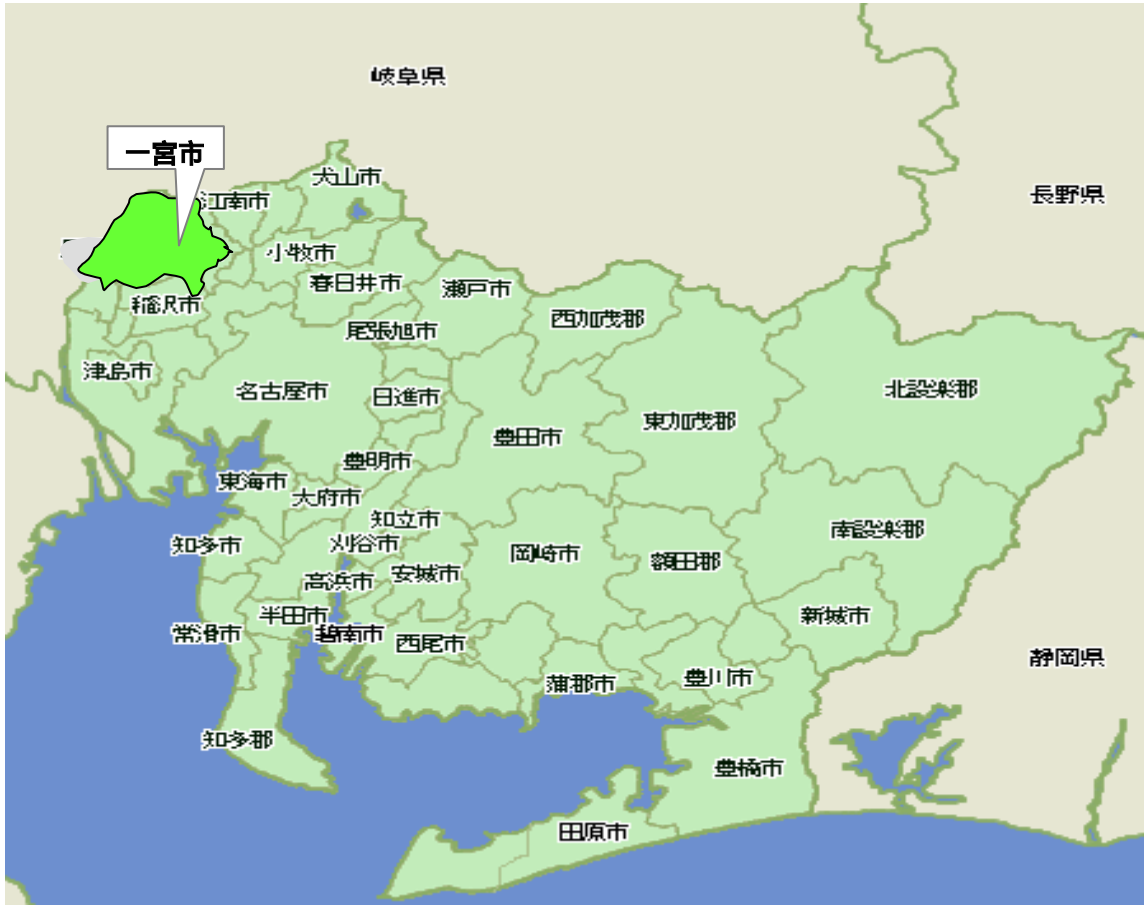 岐阜県
一宮市
犬山市
江南市
長野県
小牧市
春日井市
瀬戸市
稲沢市
西加茂郡
尾張旭市
津島市
名古屋市
日進市
北設楽郡
東加茂郡
豊田市
豊明市
東海市
大府市
知立市
南設楽郡
知多市
刈谷市
岡崎市
額田郡
安城市
高浜市
半田市
新城市
常滑市
碧南市
西尾市
静岡県
豊川市
蒲郡市
知多郡
豊橋市
田原市